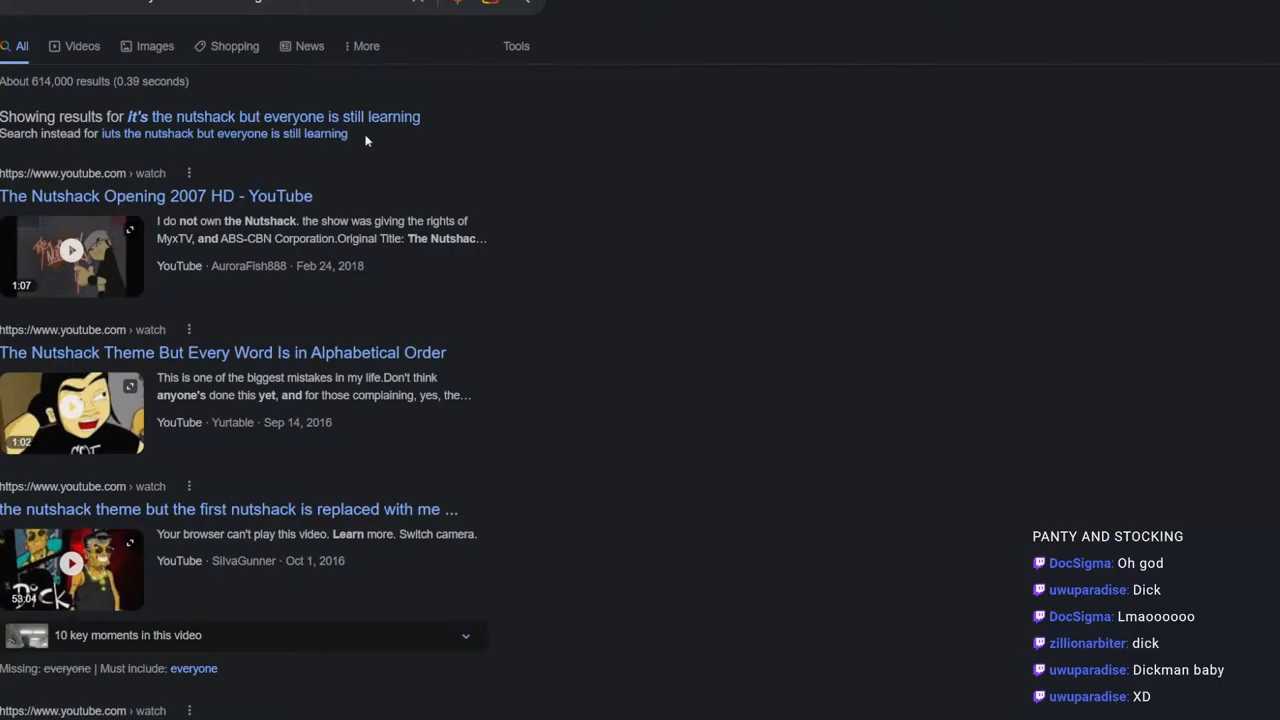 All
Videos
Images
Shopping
News
More
Tools
About 614,000 results (0.39 seconds)
Showing results for it's the nutshack but everyone is still learning
Search instead for iuts the nutshack but everyone is still learning
https://www.youtube.com › watch
The Nutshack Opening 2007 HD - YouTube
I do not own the Nutshack. the show was giving the rights of
MyxTV, and ABS-CBN Corporation.Original Title: The Nutshac...
YouTube · AuroraFish888 · Feb 24, 2018
1:07
https://www.youtube.com › watch
The Nutshack Theme But Every Word Is in Alphabetical Order
This is one of the biggest mistakes in my life.Don't think
anyone's done this yet, and for those complaining, yes, the...
YouTube · Yurtable · Sep 14, 2016
1:02
https://www.youtube.com › watch
the nutshack theme but the first nutshack is replaced with me ...
Your browser can't play this video. Learn more. Switch camera.
YouTube · SilvaGunner · Oct 1, 2016
Dick
53:04
10 key moments in this video
Missing: everyone | Must include: everyone
https://www.youtube.com › watch
PANTY AND STOCKING
DocSigma: Oh god
uwuparadise: Dick
DocSigma: Lmaoooooo
zillionarbiter: dick
uwuparadise: Dickman baby
uwuparadise: XD